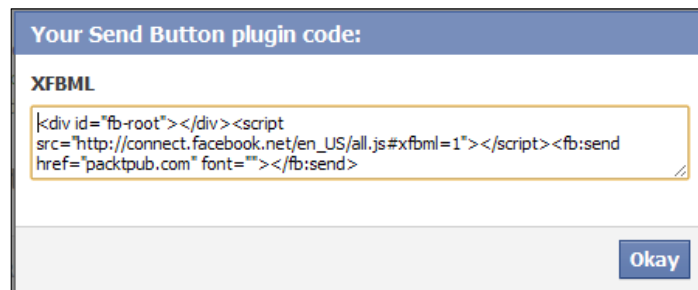 Your Send Button plugin code:
XFBML
<div id="fb-root"></div><script
src="http://connect.facebook.net/en_US/all.js#xfbml=1"></script><fb:send
href="packtpub.com" font=""></fb:send>
Okay